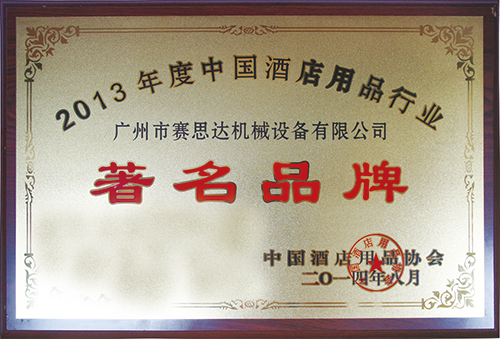 2013年度中国酒店用品行业
广州市赛思达机械设备有限公司
著名品牌
中国酒店用品协会
二〇一四年八月